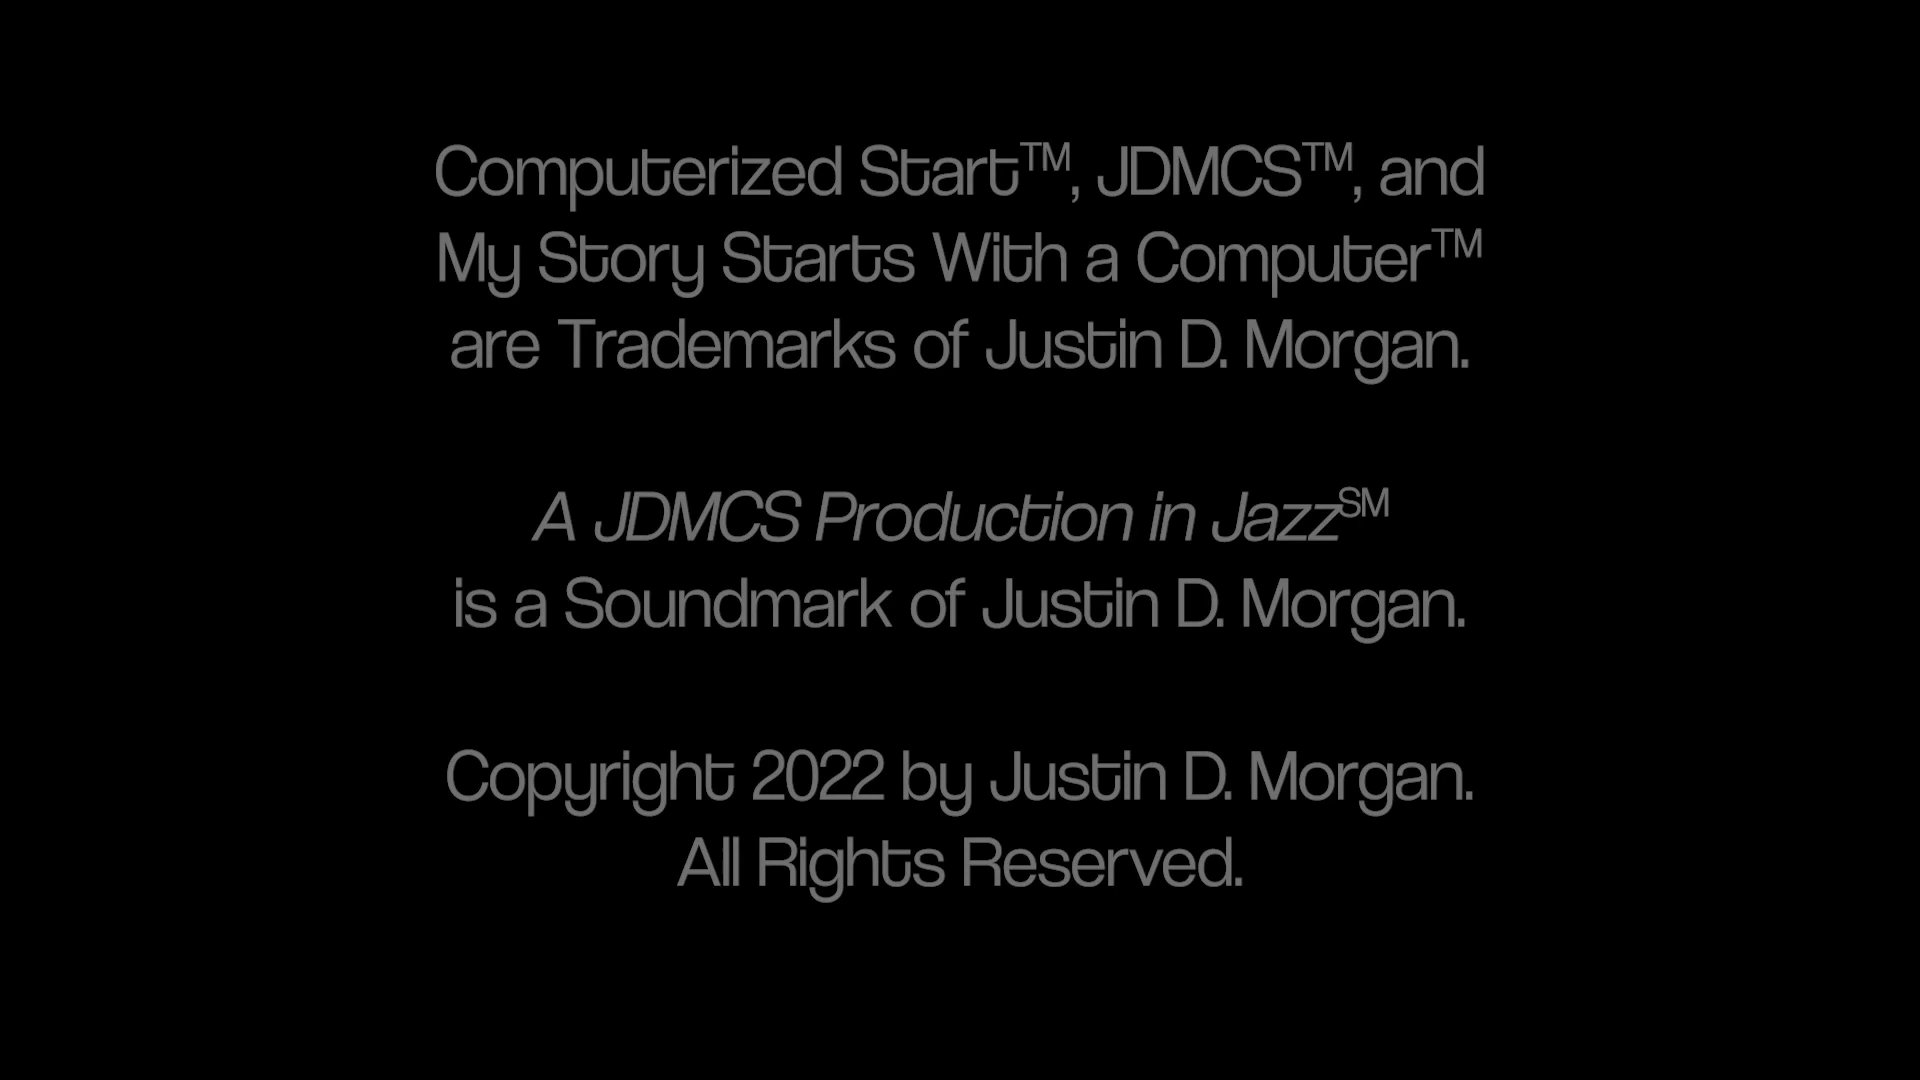 Computerized Start™, JDMCS™, and
My Story Starts With a Computer™
are Trademarks of Justin D. Morgan.
A JDMCS Production in Jazz℠
is a Soundmark of Justin D. Morgan.
Copyright 2022 by Justin D. Morgan.
All Rights Reserved.